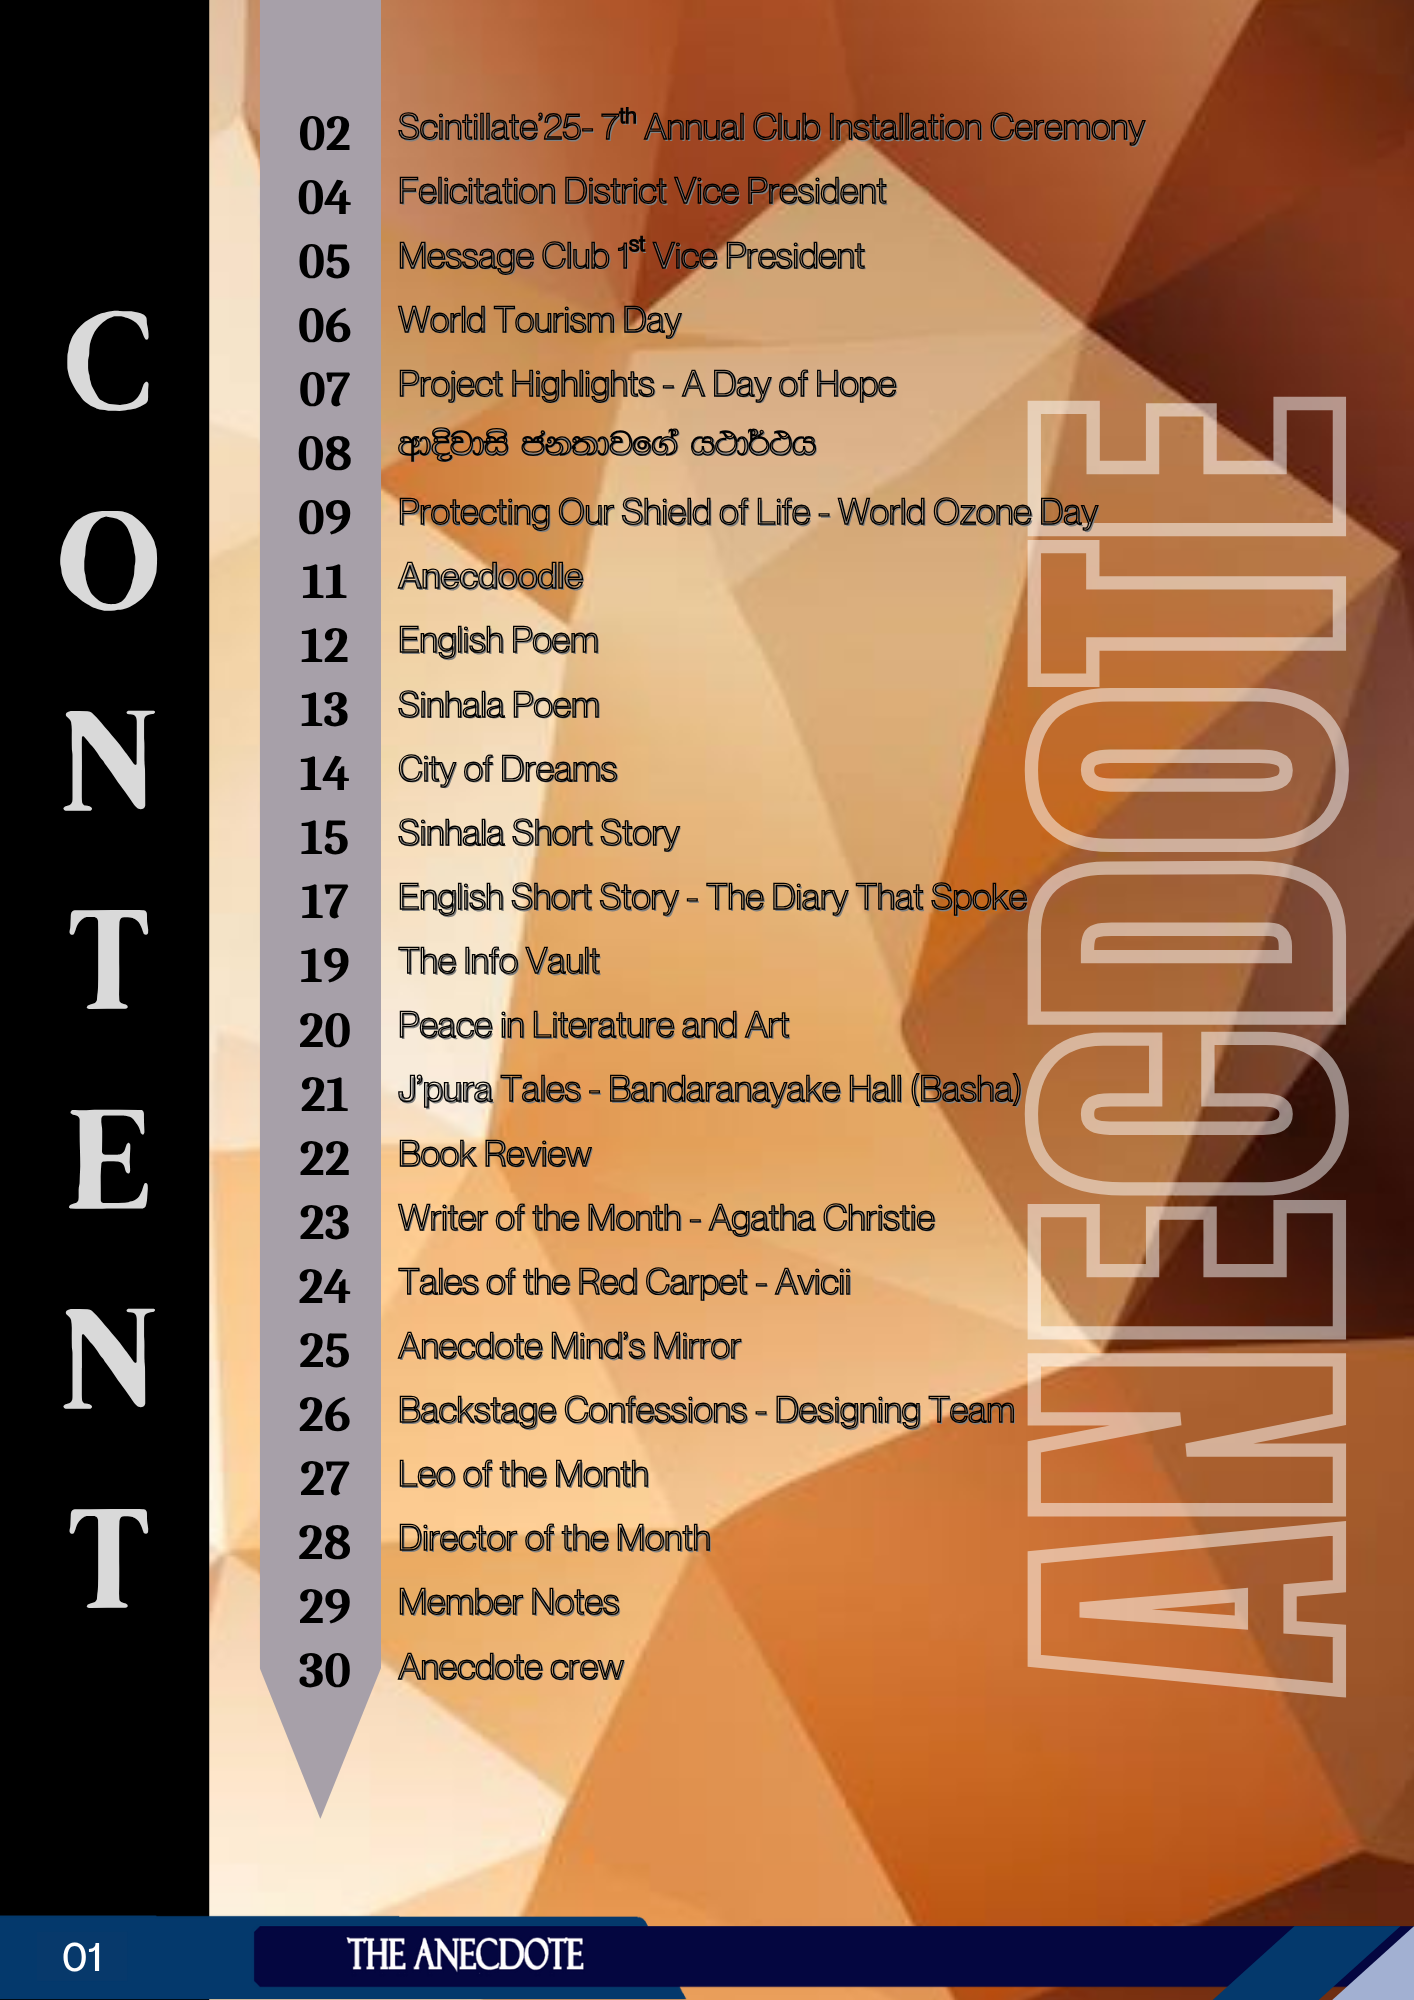 CONTENT
02 Scintillate’25- 7th Annual Club Installation Ceremony
04 Felicitation District Vice President
05 Message Club 1st Vice President
06 World Tourism Day
07 Project Highlights - A Day of Hope
08 ආදිවාසි ජනතාවගේ යථාර්ථය
09 Protecting Our Shield of Life - World Ozone Day
11 Anecdoodle
12 English Poem
13 Sinhala Poem
14 City of Dreams
15 Sinhala Short Story
17 English Short Story - The Diary That Spoke
19 The Info Vault
20 Peace in Literature and Art
21 J’pura Tales - Bandaranayake Hall (Basha)
22 Book Review
23 Writer of the Month - Agatha Christie
24 Tales of the Red Carpet - Avicii
25 Anecdote Mind’s Mirror
26 Backstage Confessions - Designing Team
27 Leo of the Month
28 Director of the Month
29 Member Notes
30 Anecdote crew
ANECDOTE
01 THE ANECDOTE